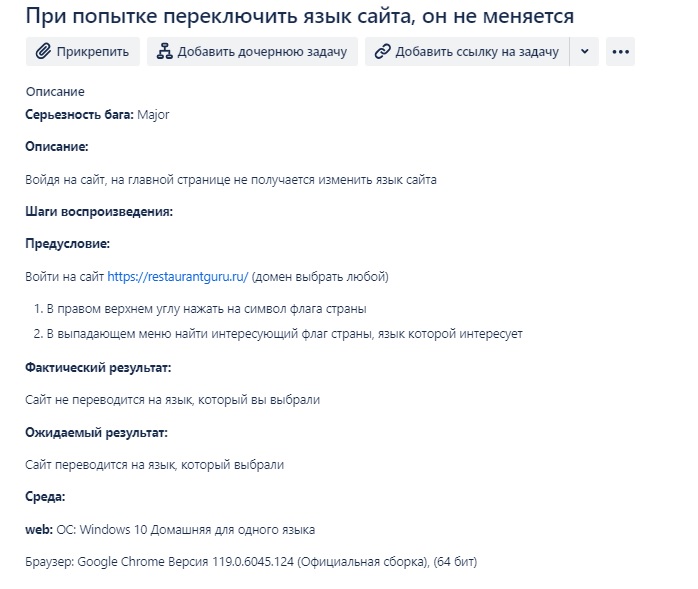 При попытке переключить язык сайта, он не меняется
Прикрепить
Добавить дочернюю задачу
Добавить ссылку на задачу
Описание
Серьезность бага: Major
Описание:
Войдя на сайт, на главной странице не получается изменить язык сайта
Шаги воспроизведения:
Предусловие:
Войти на сайт https://restaurantguru.ru/ (домен выбрать любой)
1. В правом верхнем углу нажать на символ флага страны
2. В выпадающем меню найти интересующий флаг страны, язык которой интересует
Фактический результат:
Сайт не переводится на язык, который вы выбрали
Ожидаемый результат:
Сайт переводится на язык, который выбрали
Среда:
web: ОС: Windows 10 Домашняя для одного языка
Браузер: Google Chrome Версия 119.0.6045.124 (Официальная сборка), (64 бит)